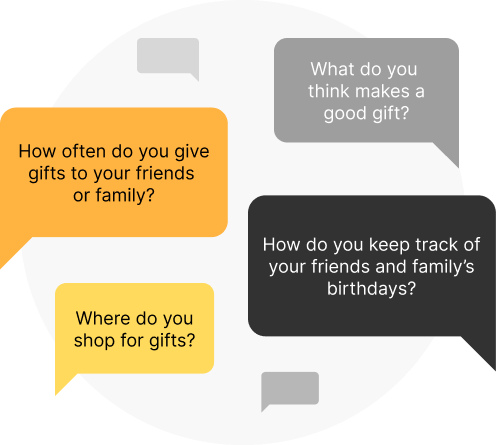 What do you
think makes a
good gift?
How often do you give
gifts to your friends
or family?
How do you keep track of
your friends and family’s
birthdays?
Where do you
shop for gifts?